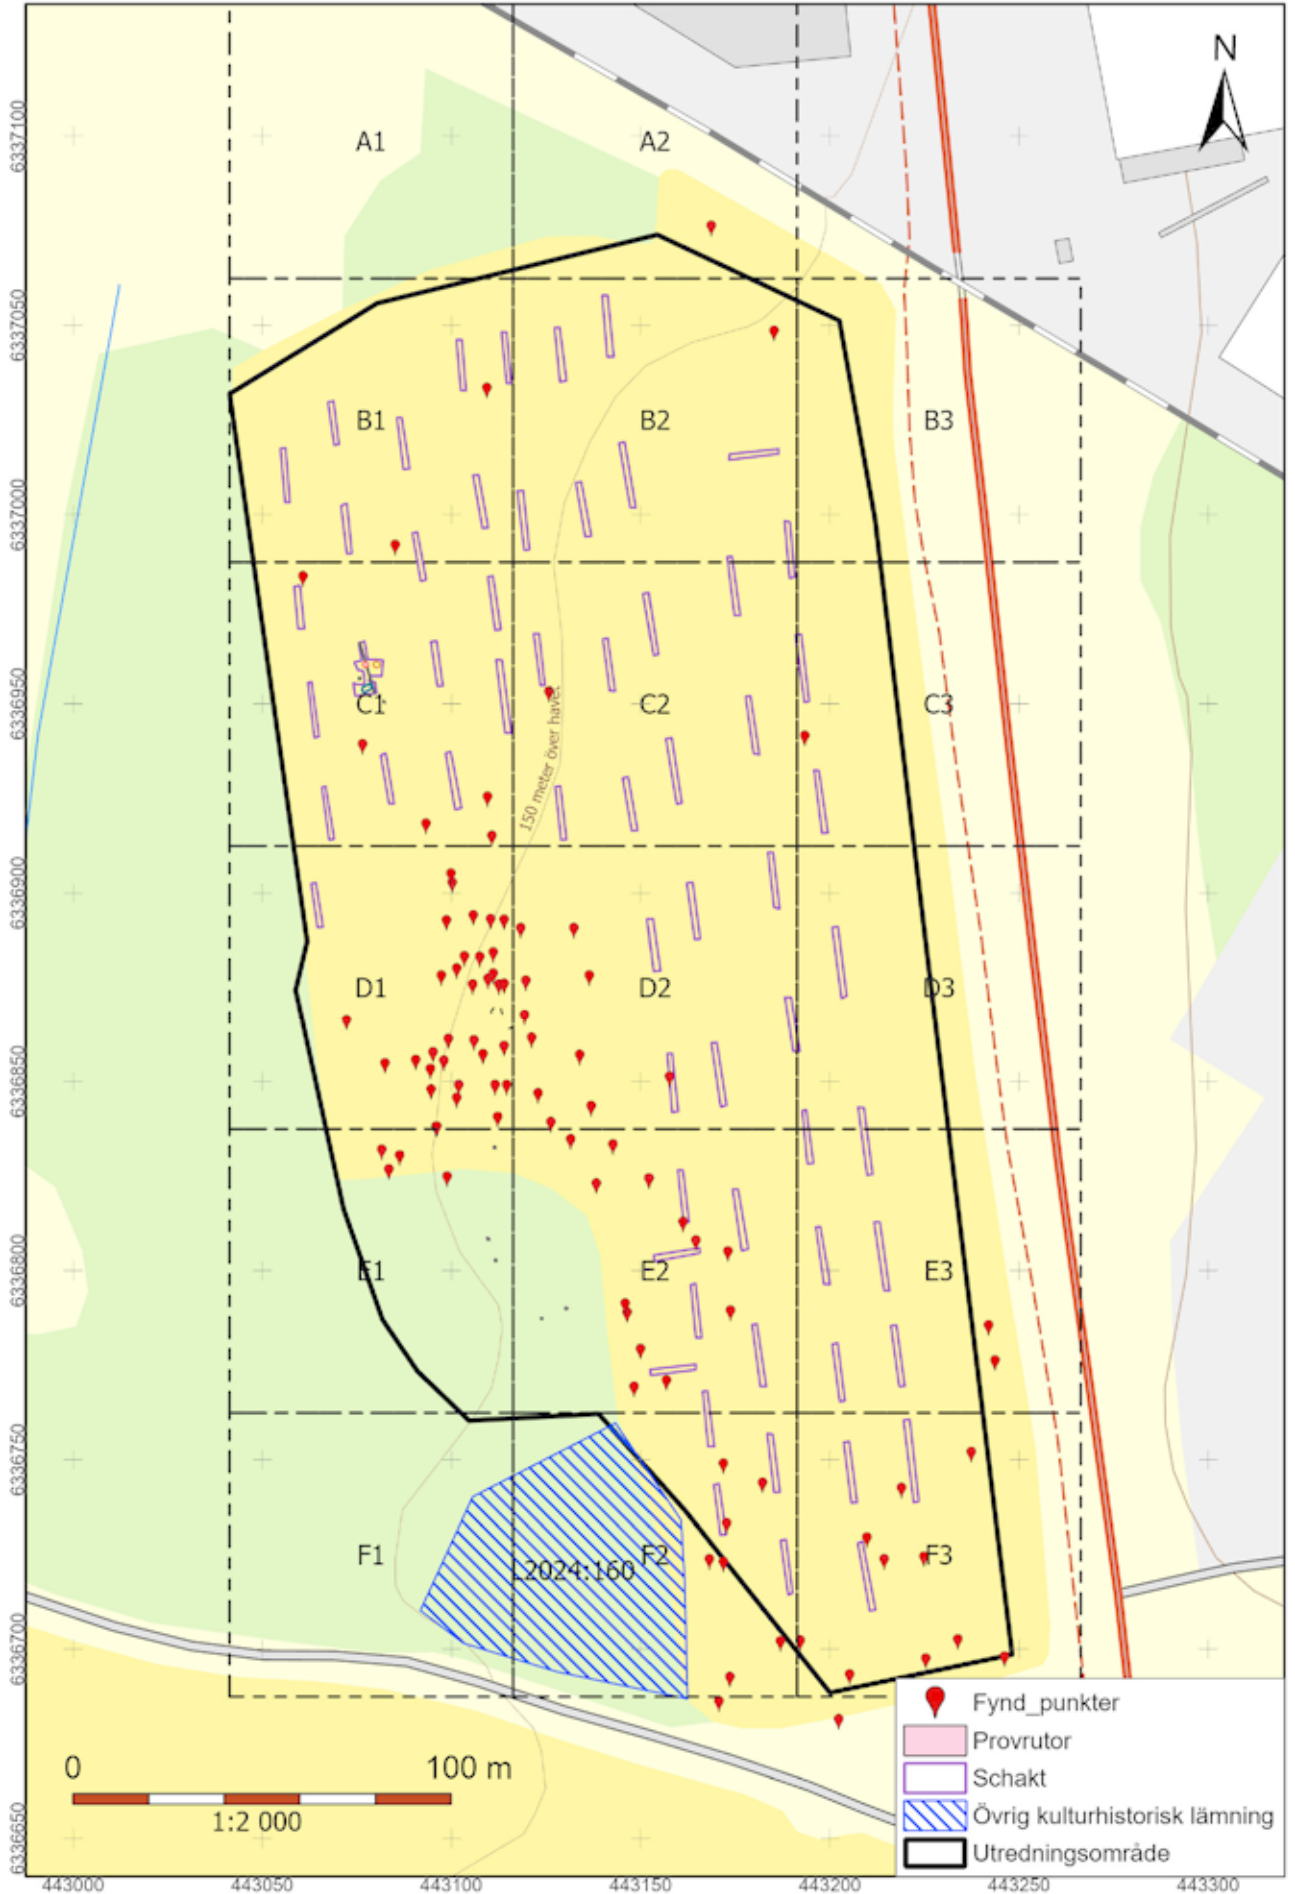 N
A1 A2
B1 B2 B3
C1 C2 C3
150 meter över havet
D1 D2 D3
E1 E2 E3
F1 F2 F3
L2024:160
6337100
6337050
6337000
6336950
6336900
6336850
6336800
6336750
6336700
6336650
0 100 m
1:2 000
Fynd_punkter
Provrutor
Schakt
Övrig kulturhistorisk lämning
Utredningsområde
443000 443050 443100 443150 443200 443250 443300